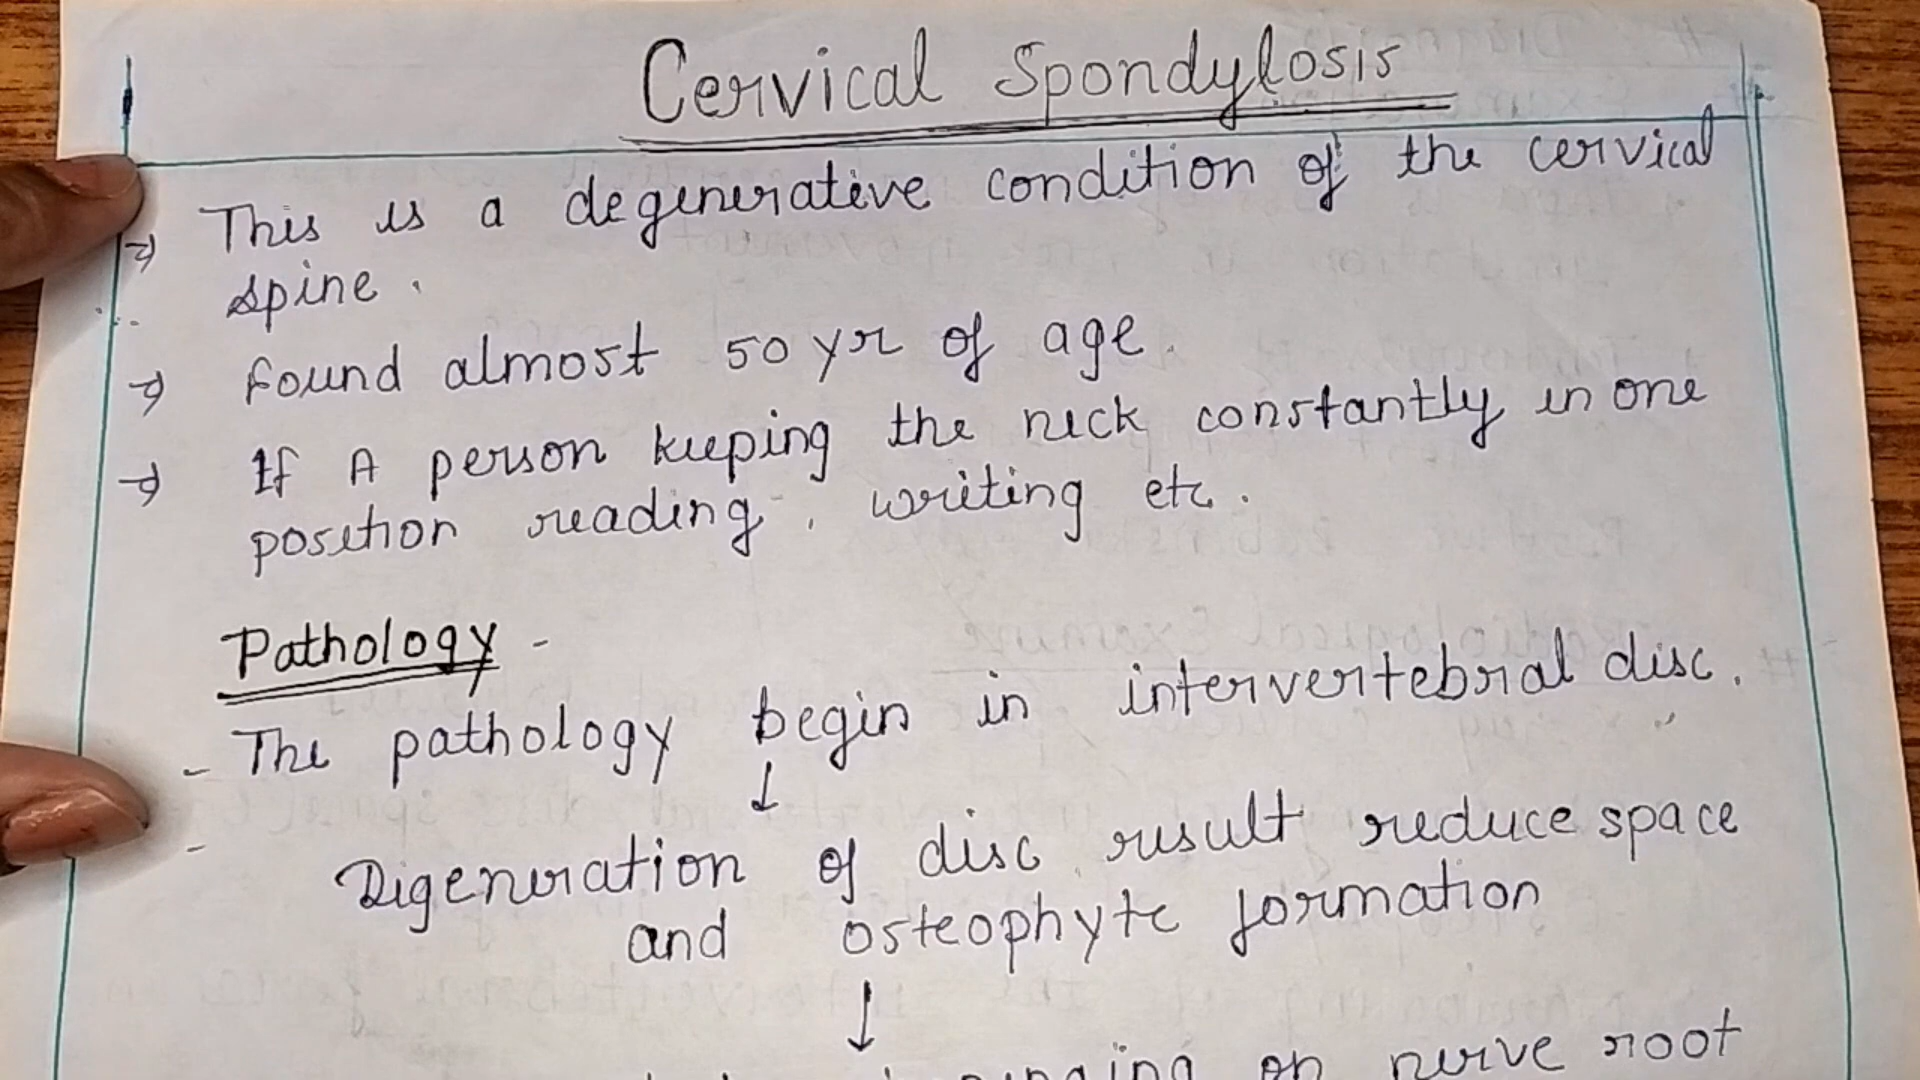 Cervical Spondylosis
⇒ This is a degenerative condition of the cervical
spine.
⇒ found almost 50 yr of age.
⇒ If A person keeping the neck constantly in one
position reading, writing etc.
Pathology -
- The pathology begin in intervertebral disc.
↓
- Digeneration of disc result reduce space
and osteophyte formation
↓
on nerve root